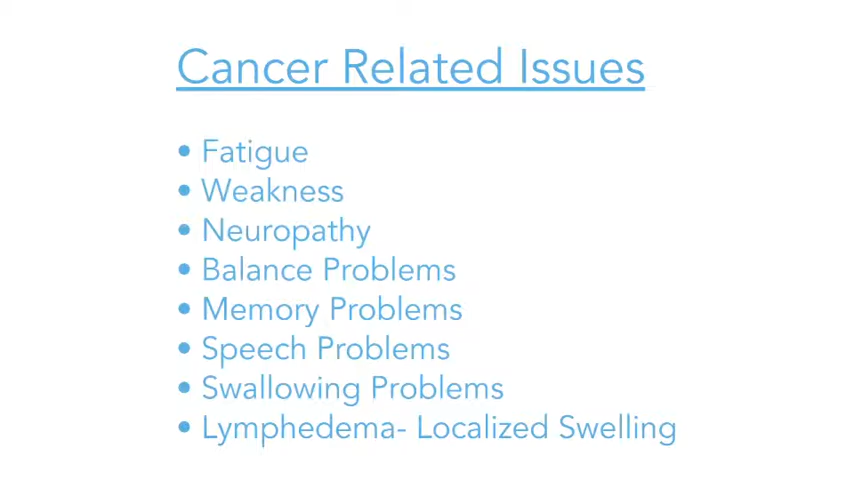 Cancer Related Issues
• Fatigue
• Weakness
• Neuropathy
• Balance Problems
• Memory Problems
• Speech Problems
• Swallowing Problems
• Lymphedema- Localized Swelling